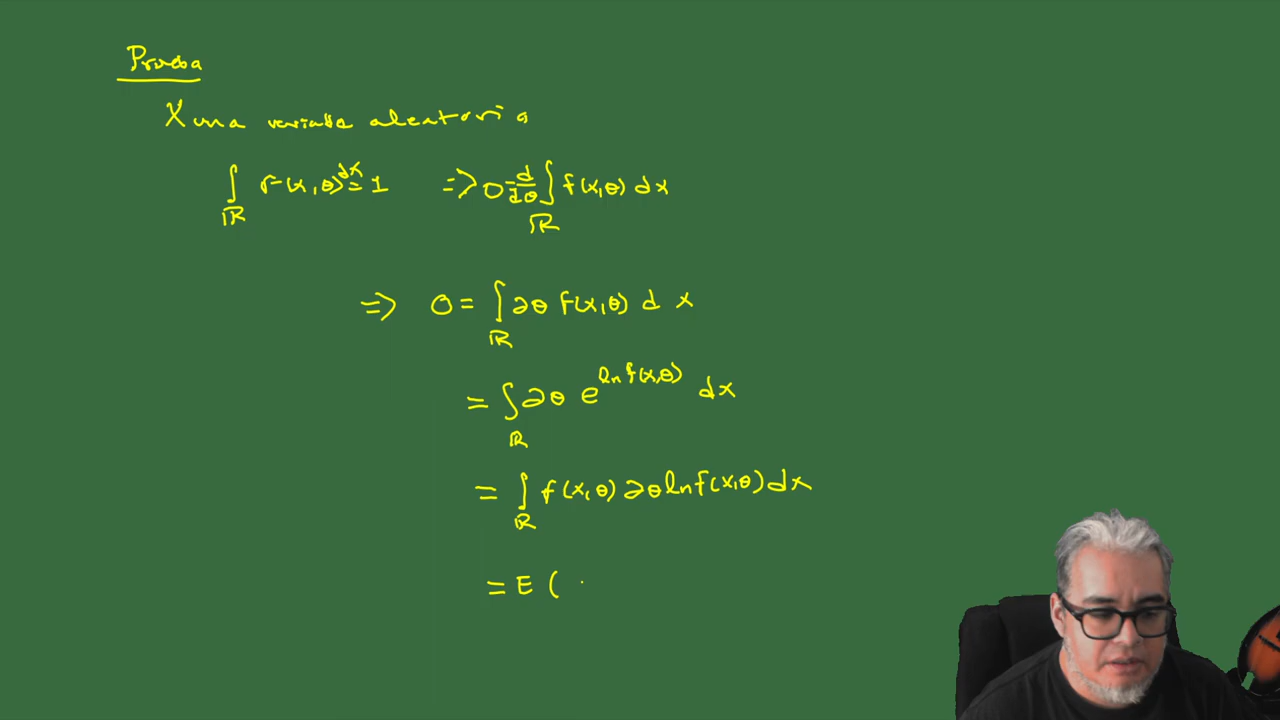 Prueba
X una variable aleatoria
∫_ℝ f(x,θ) dx = 1 => 0 = d/dθ ∫_ℝ f(x,θ) dx
=> 0 = ∫_ℝ ∂θ f(x,θ) dx
= ∫_ℝ ∂θ e^{ln f(x,θ)} dx
= ∫_ℝ f(x,θ) ∂θ ln f(x,θ) dx
= E (